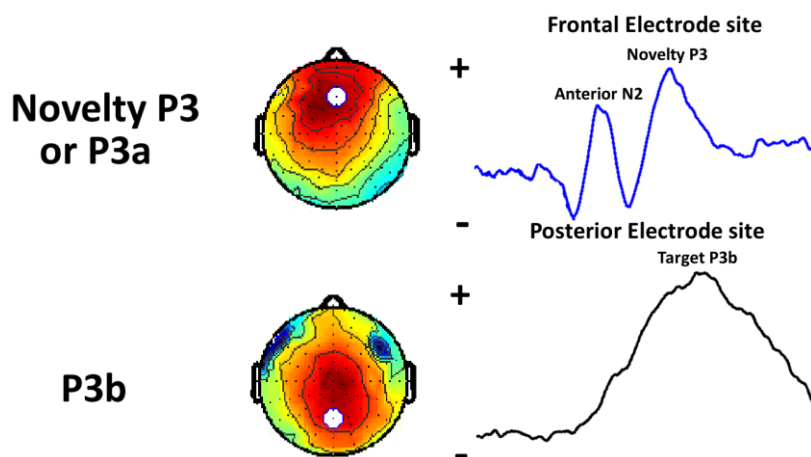 Frontal Electrode site
+
Novelty P3
Anterior N2
Novelty P3
or P3a
-
Posterior Electrode site
Target P3b
+
P3b
-